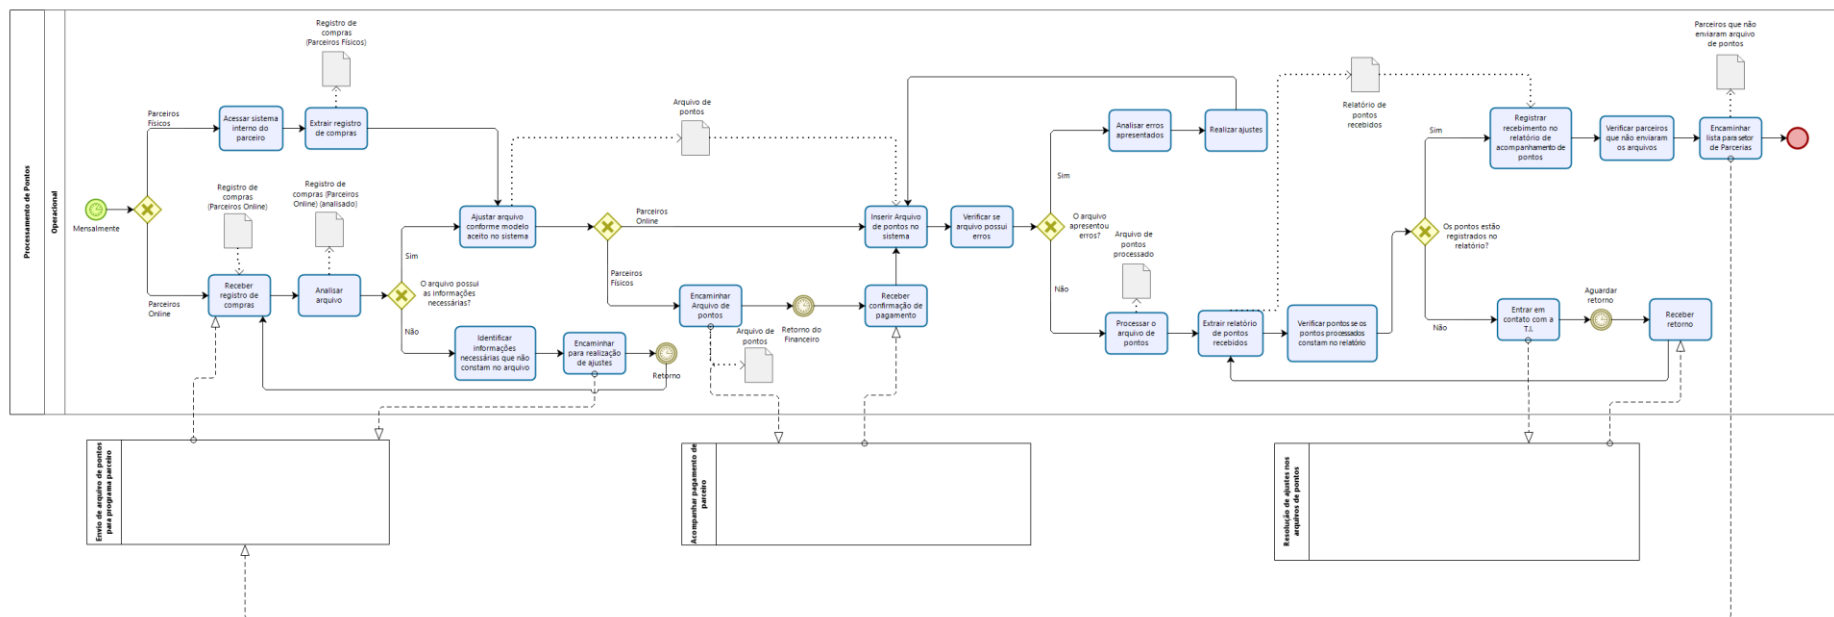 Processamento de Pontos
Operacional
Mensalmente
Parceiros
Físicos
Parceiros
Online
Acessar sistema
interno do
parceiro
Extrair registro
de compras
Registro de
compras
(Parceiros Físicos)
Registro de
compras
(Parceiros Online)
Registro de
compras (Parceiros
Online) (analisado)
Receber
registro de
compras
Analisar
arquivo
O arquivo possui
as informações
necessárias?
Sim
Não
Ajustar arquivo
conforme modelo
aceito no sistema
Identificar
informações
necessárias que não
constam no arquivo
Encaminhar
para realização
de ajustes
Retorno
Arquivo de
pontos
Parceiros
Online
Parceiros
Físicos
Encaminhar
Arquivo de
pontos
Arquivo de
pontos
Retorno do
Financeiro
Receber
confirmação de
pagamento
Inserir Arquivo
de pontos no
sistema
Verificar se
arquivo possui
erros
O arquivo
apresentou
erros?
Sim
Não
Analisar erros
apresentados
Realizar ajustes
Arquivo de
pontos
processado
Processar o
arquivo de
pontos
Extrair relatório
de pontos
recebidos
Relatório de
pontos
recebidos
Verificar pontos se os
pontos processados
constam no relatório
Os pontos estão
registrados no
relatório?
Sim
Não
Registrar
recebimento no
relatório de
acompanhamento de
pontos
Verificar parceiros
que não enviaram
os arquivos
Encaminhar
lista para setor
de Parcerias
Parceiros que não
enviaram arquivo
de pontos
Entrar em
contato com a
T.I.
Aguardar
retorno
Receber
retorno
Envio de arquivo de pontos
para programa parceiro
Acompanhar pagamento de
parceiro
Resolução de ajustes nos
arquivos de pontos